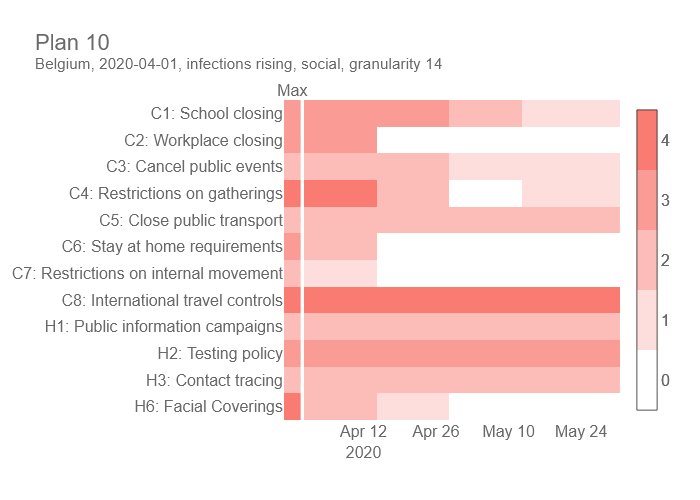 Plan 10
Belgium, 2020-04-01, infections rising, social, granularity 14
Max
C1: School closing
C2: Workplace closing
C3: Cancel public events
C4: Restrictions on gatherings
C5: Close public transport
C6: Stay at home requirements
C7: Restrictions on internal movement
C8: International travel controls
H1: Public information campaigns
H2: Testing policy
H3: Contact tracing
H6: Facial Coverings
Apr 12 Apr 26 May 10 May 24
2020
4
3
2
1
0